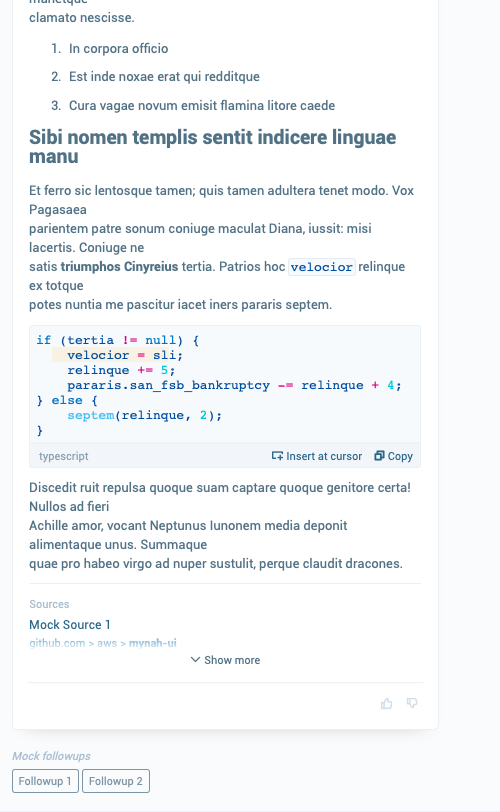 clamato nescisse.
1. In corpora officio
2. Est inde noxae erat qui redditque
3. Cura vagae novum emisit flamina litore caede
Sibi nomen templis sentit indicere linguae
manu
Et ferro sic lentosque tamen; quis tamen adultera tenet modo. Vox
Pagasaea
parientem patre sonum coniuge maculat Diana, iussit: misi
lacertis. Coniuge ne
satis triumphos Cinyreius tertia. Patrios hoc velocior relinque
ex totque
potes nuntia me pascitur iacet iners pararis septem.
if (tertia != null) {
    velocior = sli;
    relinque += 5;
    pararis.san_fsb_bankruptcy -= relinque + 4;
} else {
    septem(relinque, 2);
}
typescript
Insert at cursor
Copy
Discedit ruit repulsa quoque suam captare quoque genitore certa!
Nullos ad fieri
Achille amor, vocant Neptunus Iunonem media deponit
alimentaque unus. Summaque
quae pro habeo virgo ad nuper sustulit, perque claudit dracones.
Sources
Mock Source 1
github.com > aws > mynah-ui
Show more
Mock followups
Followup 1
Followup 2